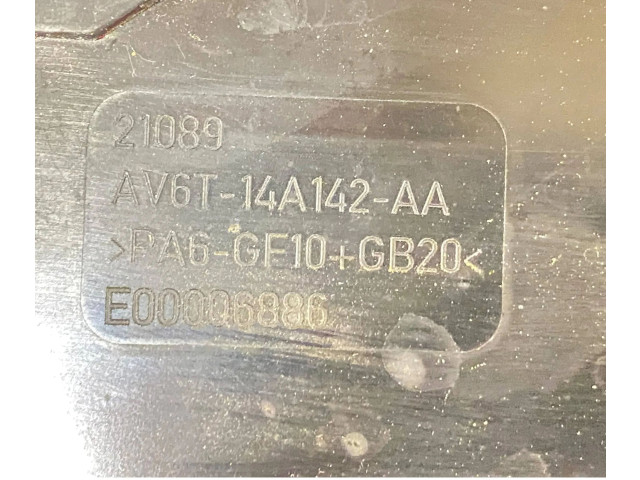 21089
AV6T-14A142-AA
>PA6-GF10+GB20<
E00006886